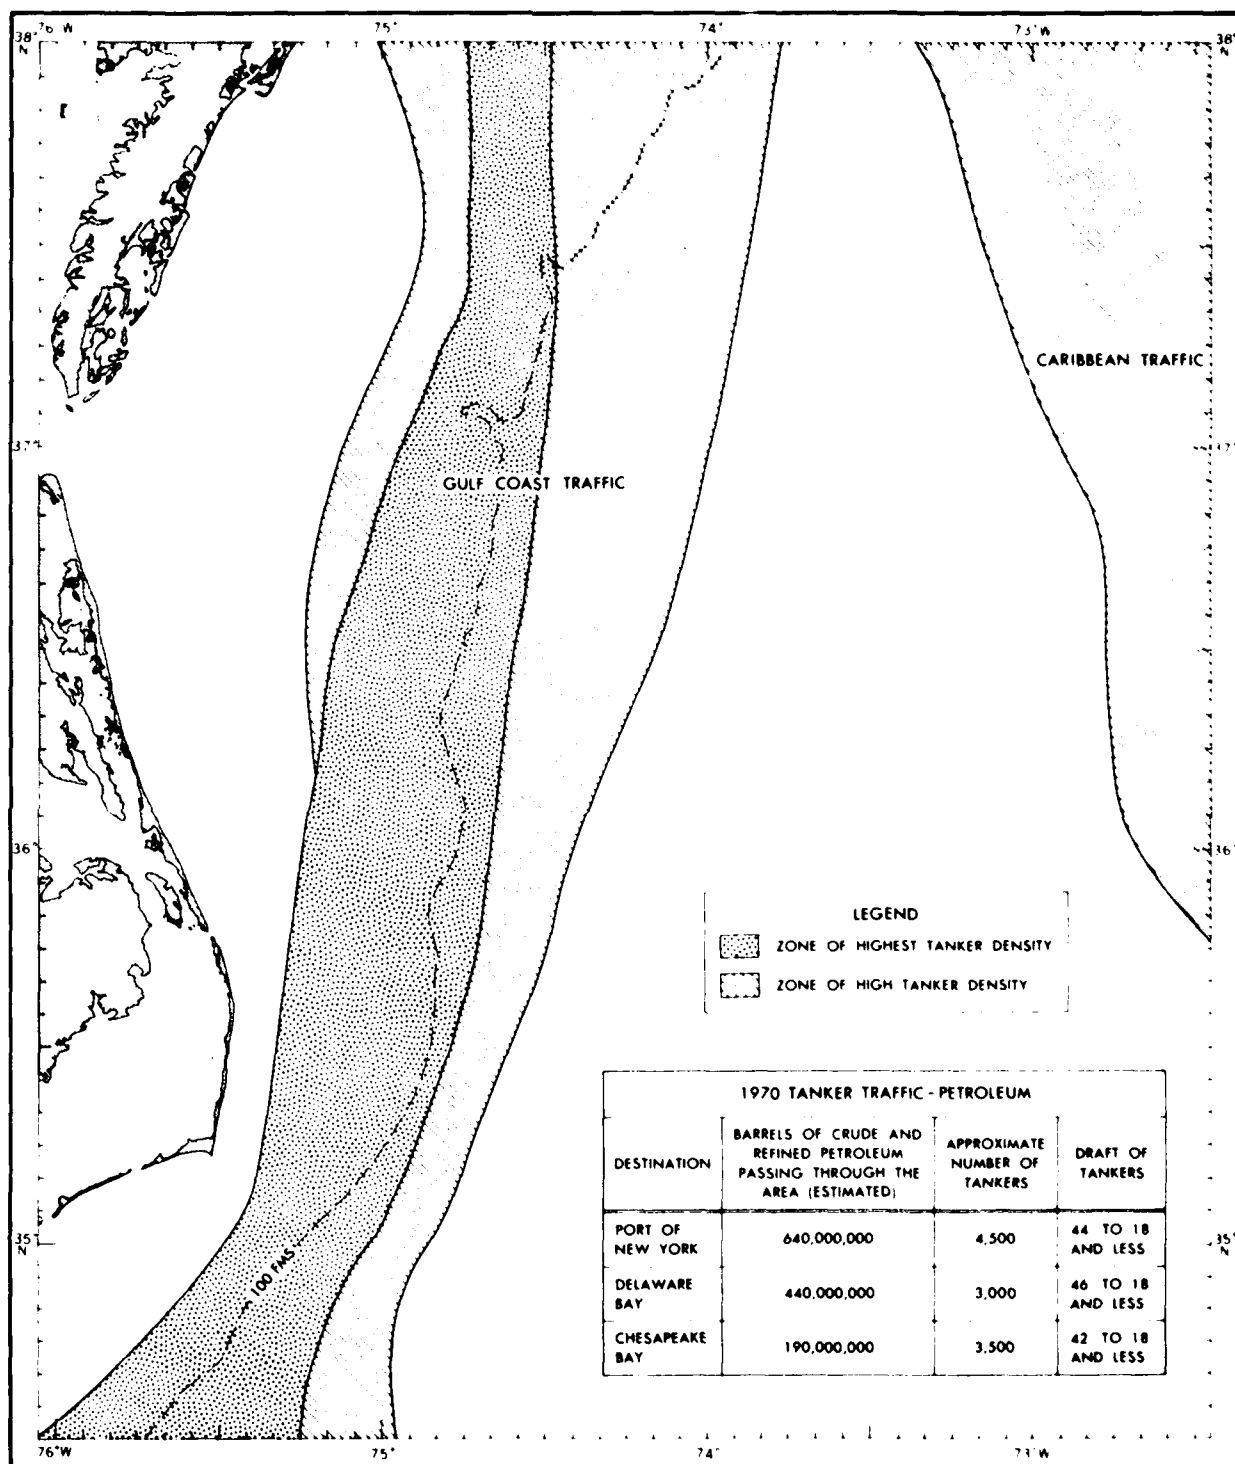 76° W
75°
74°
73°W
38°
N
38°
N
CARIBBEAN TRAFFIC
37°
37°
GULF COAST TRAFFIC
36°
36°
LEGEND
ZONE OF HIGHEST TANKER DENSITY
ZONE OF HIGH TANKER DENSITY
1970 TANKER TRAFFIC - PETROLEUM
DESTINATION
BARRELS OF CRUDE AND
REFINED PETROLEUM
PASSING THROUGH THE
AREA (ESTIMATED)
APPROXIMATE
NUMBER OF
TANKERS
DRAFT OF
TANKERS
PORT OF
NEW YORK
640,000,000
4,500
44 TO 18
AND LESS
DELAWARE
BAY
440,000,000
3,000
46 TO 18
AND LESS
CHESAPEAKE
BAY
190,000,000
3,500
42 TO 18
AND LESS
35°
N
35°
N
100 FMS
76°W
75°
74°
73°W